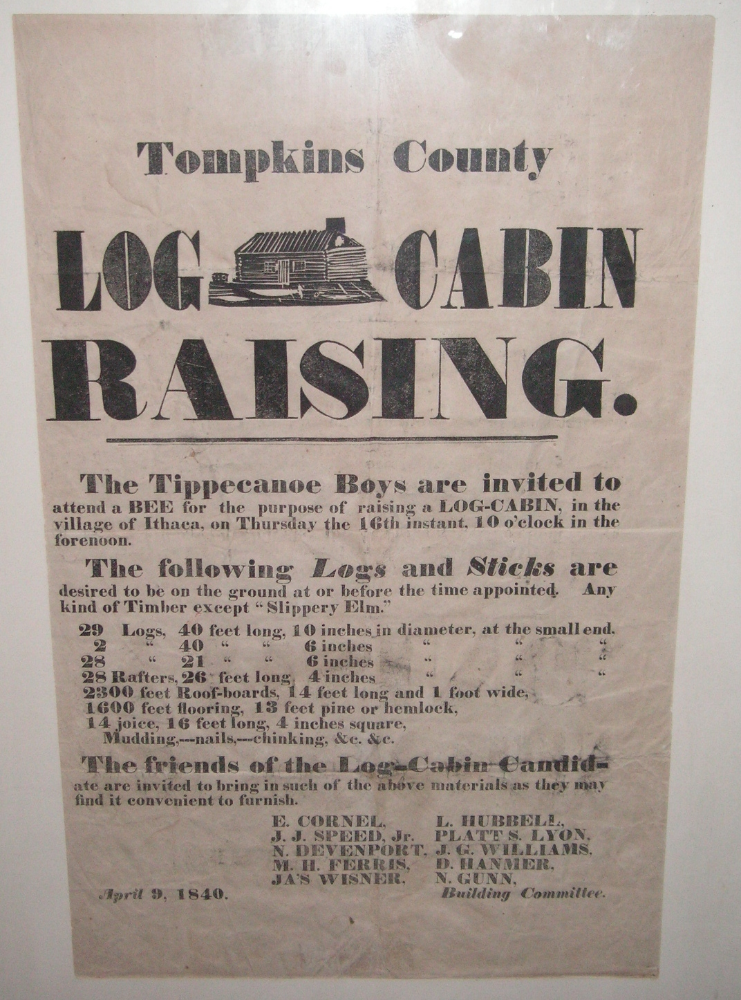 Tompkins County
LOG CABIN
RAISING.
The Tippecanoe Boys are invited to
attend a BEE for the purpose of raising a LOG-CABIN, in the
village of Ithaca, on Thursday the 16th instant, 10 o'clock in the
forenoon.
The following Logs and Sticks are
desired to be on the ground at or before the time appointed. Any
kind of Timber except “Slippery Elm.”
29 Logs, 40 feet long, 10 inches in diameter, at the small end.
2 “ 40 “ “ 6 inches “ “ “
28 “ 21 “ “ 6 inches “ “ “
28 Rafters, 26 feet long, 4 inches “ “ “
2300 feet Roof-boards, 14 feet long and 1 foot wide,
1600 feet flooring, 13 feet pine or hemlock,
14 joice, 16 feet long, 4 inches square,
Mudding,---nails,---chinking, &c. &c.
The friends of the Log-Cabin Candid-
ate are invited to bring in such of the above materials as they may
find it convenient to furnish.
E. CORNEL, L. HUBBELL,
J. J. SPEED, Jr. PLATT S. LYON,
N. DEVENPORT, J. G. WILLIAMS,
M. H. FERRIS, D. HANMER,
JA'S WISNER, N. GUNN,
April 9, 1840. Building Committee.